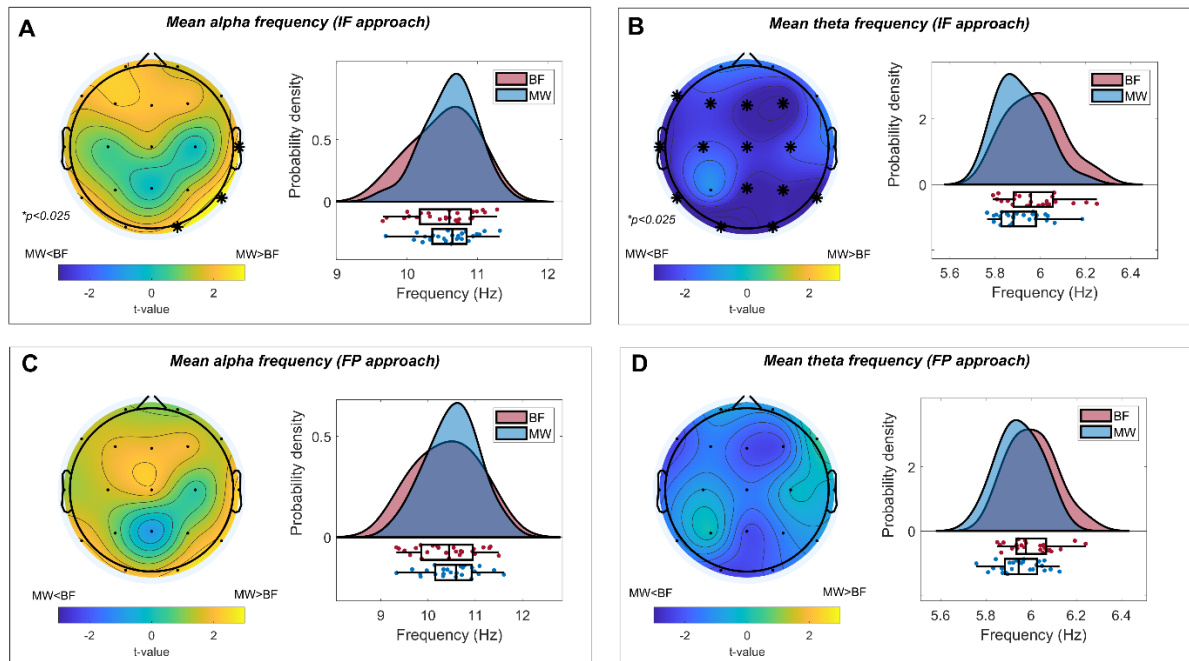 A
Mean alpha frequency (IF approach)
*p<0.025
MW<BF
MW>BF
-2
0
2
t-value
Probability density
0.5
0
BF
MW
9
10
11
12
Frequency (Hz)
B
Mean theta frequency (IF approach)
*p<0.025
MW<BF
MW>BF
-2
0
2
t-value
Probability density
2
0
BF
MW
5.6
5.8
6
6.2
6.4
Frequency (Hz)
C
Mean alpha frequency (FP approach)
MW<BF
MW>BF
-2
0
2
t-value
Probability density
0.5
0
BF
MW
9
10
11
12
Frequency (Hz)
D
Mean theta frequency (FP approach)
MW<BF
MW>BF
-2
0
2
t-value
Probability density
2
0
BF
MW
5.6
5.8
6
6.2
6.4
Frequency (Hz)